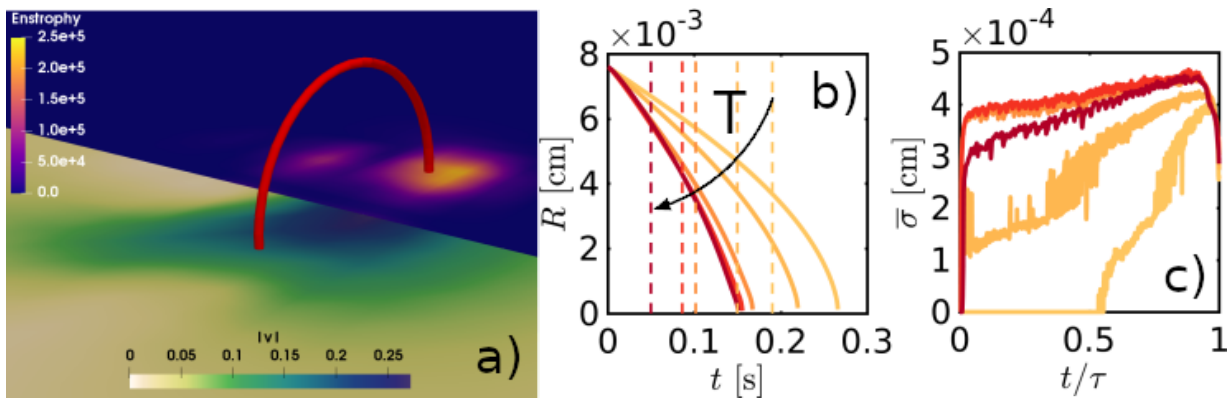 Enstrophy
2.5e+5
2.0e+5
1.5e+5
1.0e+5
5.0e+4
0.0
|v|
0 0.05 0.1 0.15 0.2 0.25
a)
×10⁻³
8
6
4
2
0
R [cm]
T
b)
0 0.1 0.2 0.3
t [s]
×10⁻⁴
5
4
3
2
1
0
σ̅ [cm]
c)
0 0.5 1
t/τ